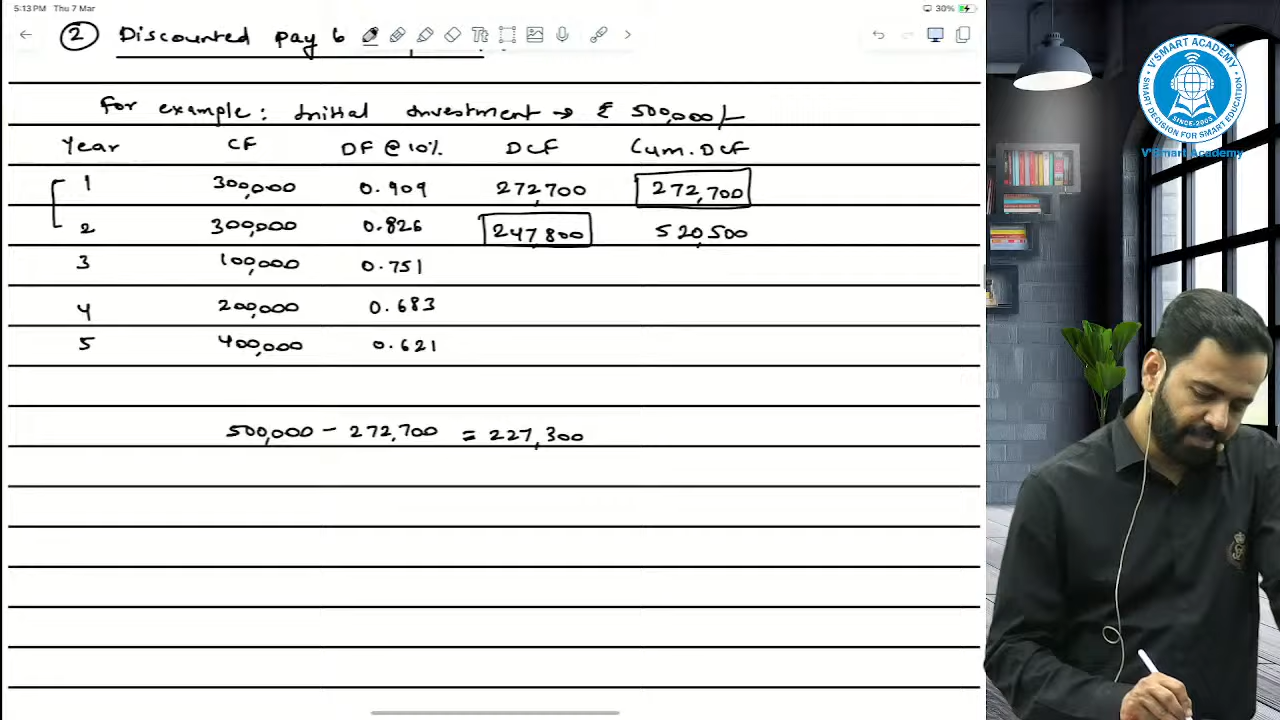 5:13 PM Thu 7 Mar
30%
② Discounted pay b
Tt
For example: Initial Investment → ₹ 500,000/-
Year CF DF @10% DCF Cum. DCF
1 300,000 0.909 272,700 272,700
2 300,000 0.826 247,800 520,500
3 100,000 0.751
4 200,000 0.683
5 400,000 0.621
500,000 - 272,700 = 227,300
V'SMART ACADEMY
SMART DECISION FOR SMART EDUCATION
SINCE-2005
V'Smart Academy